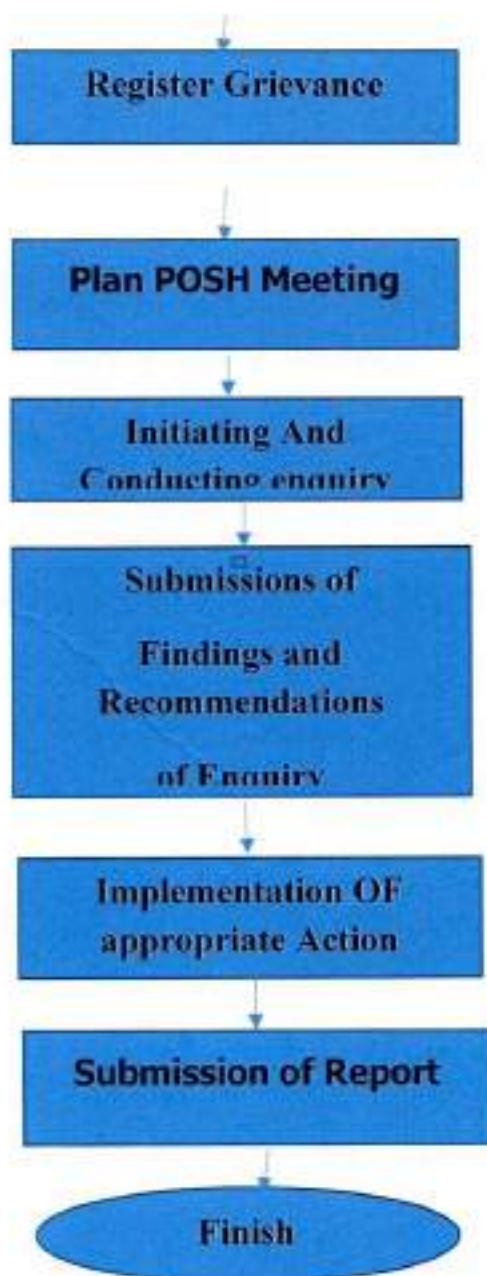 Register Grievance
Plan POSH Meeting
Initiating And
Conducting enquiry
Submissions of
Findings and
Recommendations
of Enquiry
Implementation OF
appropriate Action
Submission of Report
Finish